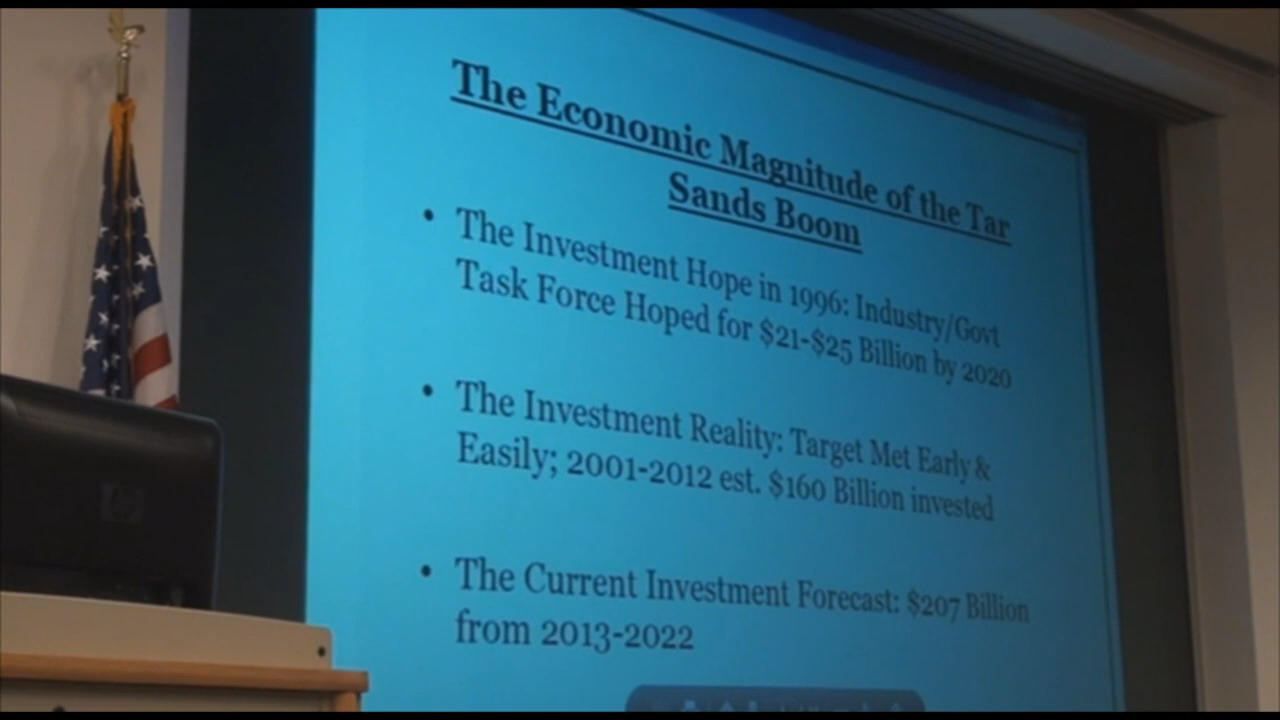 The Economic Magnitude of the Tar
Sands Boom
• The Investment Hope in 1996: Industry/Govt
Task Force Hoped for $21-$25 Billion by 2020
• The Investment Reality: Target Met Early &
Easily; 2001-2012 est. $160 Billion invested
• The Current Investment Forecast: $207 Billion
from 2013-2022
hp